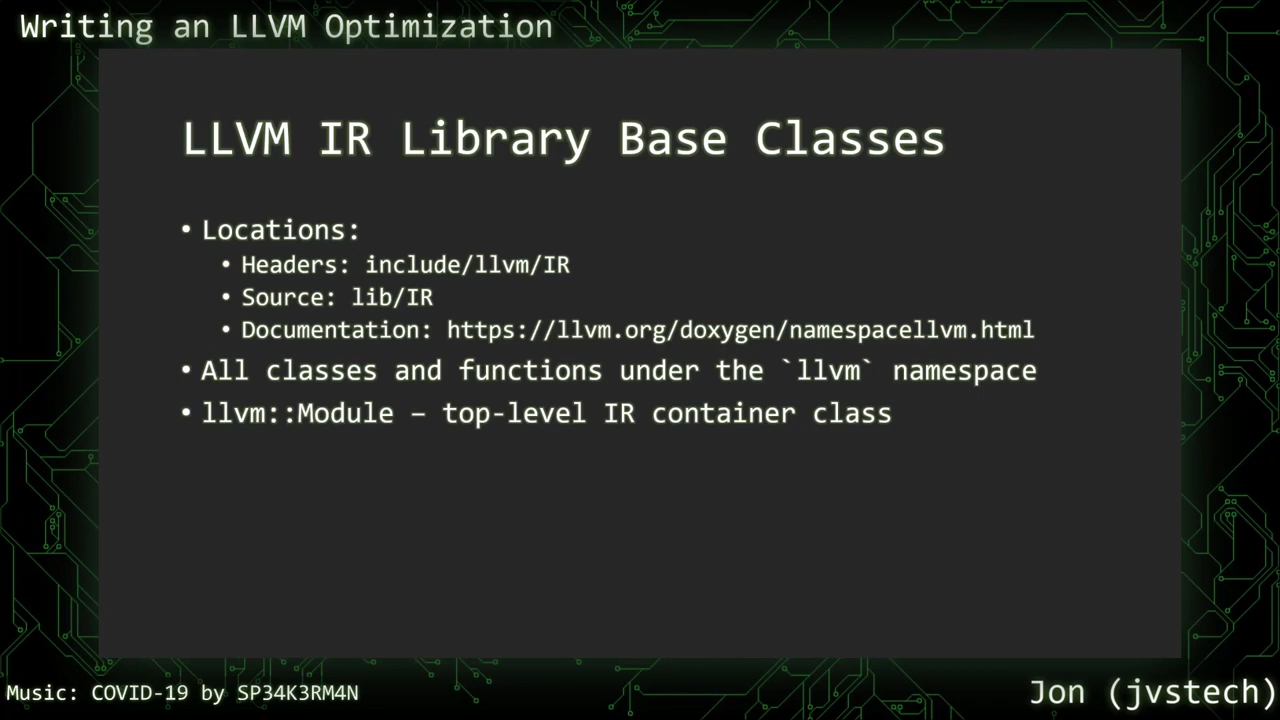 Writing an LLVM Optimization
LLVM IR Library Base Classes
• Locations:
• Headers: include/llvm/IR
• Source: lib/IR
• Documentation: https://llvm.org/doxygen/namespacellvm.html
• All classes and functions under the `llvm` namespace
• llvm::Module – top-level IR container class
Music: COVID-19 by SP34K3RM4N
Jon (jvstech)